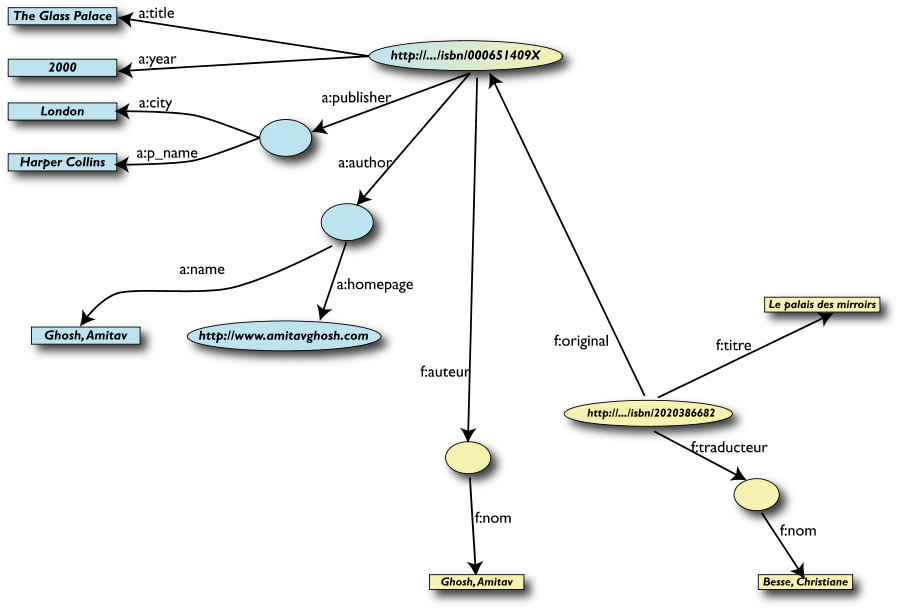 The Glass Palace
a:title
http://.../isbn/000651409X
2000
a:year
London
a:city
a:publisher
Harper Collins
a:p_name
a:author
a:name
a:homepage
Ghosh, Amitav
http://www.amitavghosh.com
Le palais des mirroirs
f:original
f:titre
f:auteur
http://.../isbn/2020386682
f:traducteur
f:nom
f:nom
Ghosh, Amitav
Besse, Christiane